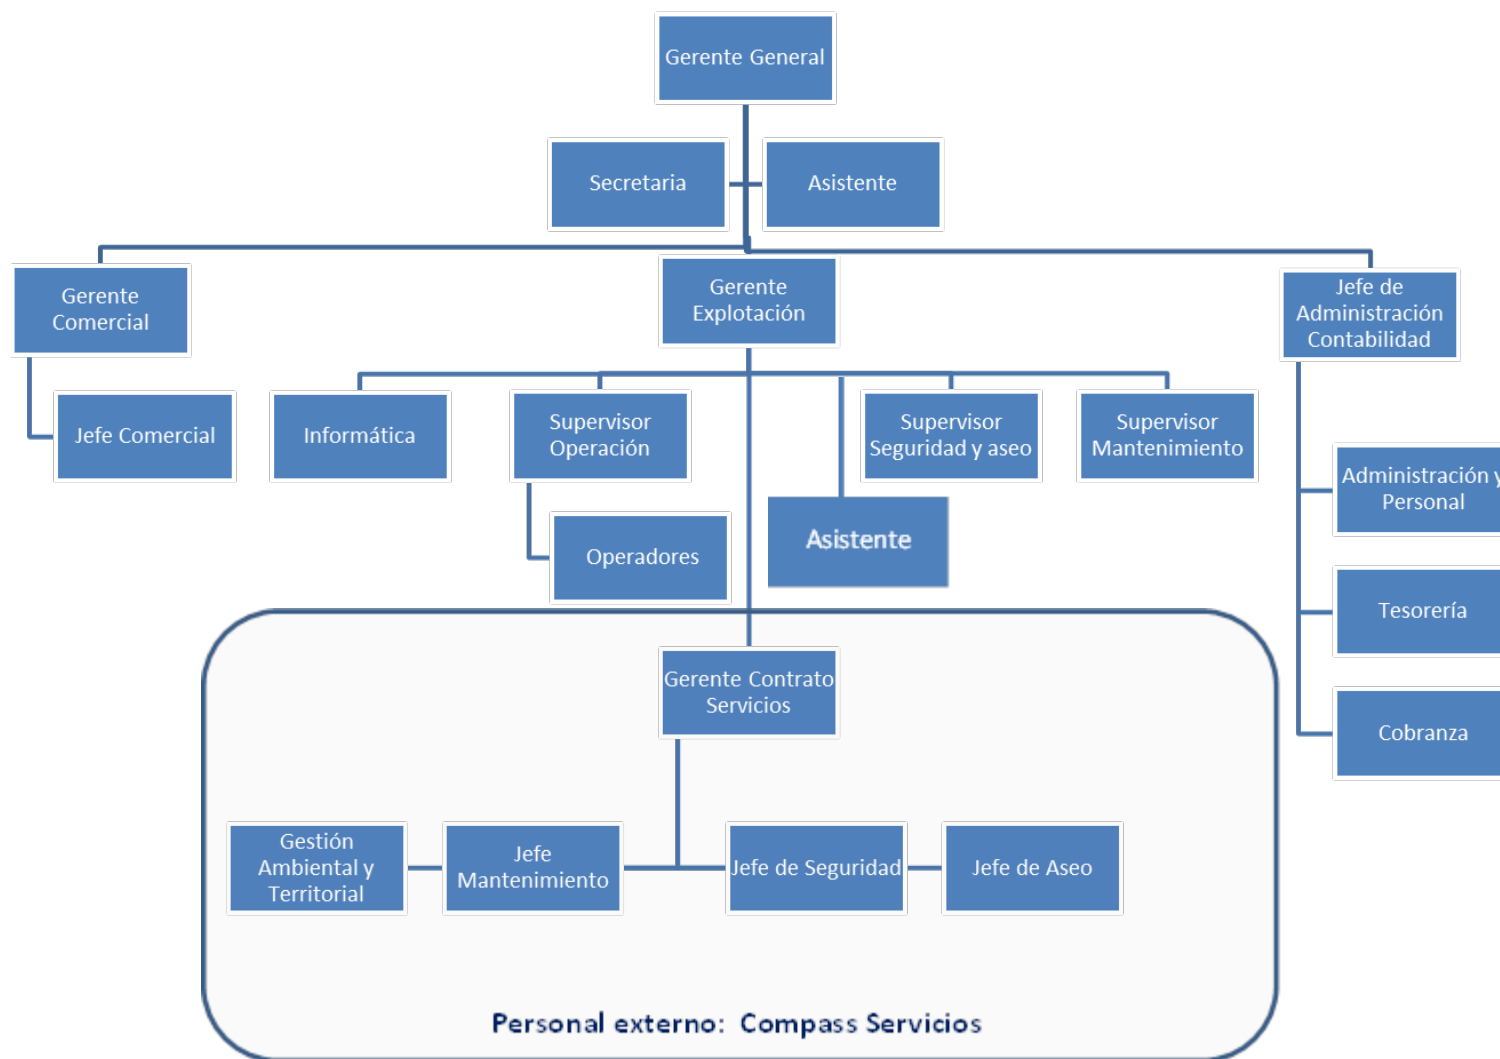 Gerente General
Secretaria
Asistente
Gerente
Comercial
Gerente
Explotación
Jefe de
Administración
Contabilidad
Jefe Comercial
Informática
Supervisor
Operación
Supervisor
Seguridad y aseo
Supervisor
Mantenimiento
Administración y
Personal
Asistente
Operadores
Tesorería
Gerente Contrato
Servicios
Cobranza
Gestión
Ambiental y
Territorial
Jefe
Mantenimiento
Jefe de Seguridad
Jefe de Aseo
Personal externo: Compass Servicios